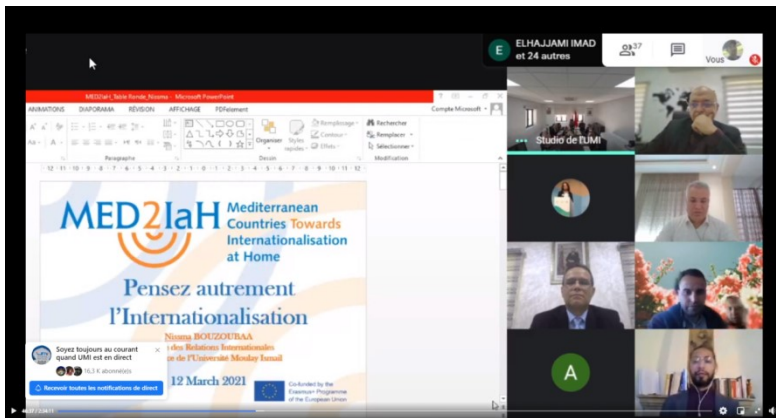 ELHAJJAMI IMAD
et 24 autres
E
37
Vous
MED2IaH_Table Ronde_Nissma - Microsoft PowerPoint
ANIMATIONS DIAPORAMA RÉVISION AFFICHAGE PDFelement
Compte Microsoft
Remplissage
Contour
Effets
Organiser
Styles
rapides
Rechercher
Remplacer
Sélectionner
Paragraphe
Dessin
Modification
Studio de l'UMI
MED2IaH
Mediterranean
Countries Towards
Internationalisation
at Home
Pensez autrement
l'Internationalisation
BOUZOUBAA
des Relations Internationales
de l'Université Moulay Ismail
12 March 2021
Co-funded by the
Erasmus+ Programme
of the European Union
Soyez toujours au courant
quand UMI est en direct
16,3 K abonné(e)s
Recevoir toutes les notifications de direct
A